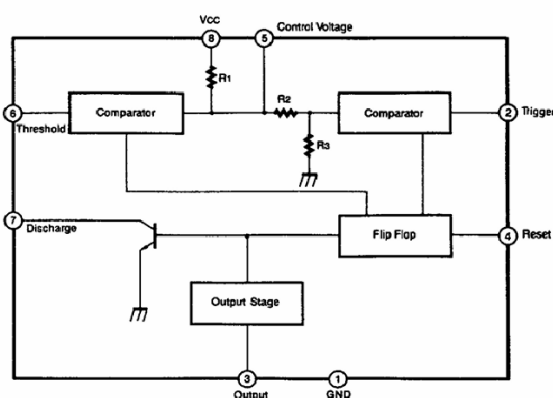 Vcc
Control Voltage
8
5
R1
R2
6
Comparator
Comparator
2
Trigger
Threshold
R3
7
Discharge
Flip Flop
4
Reset
Output Stage
3
1
Output
GND